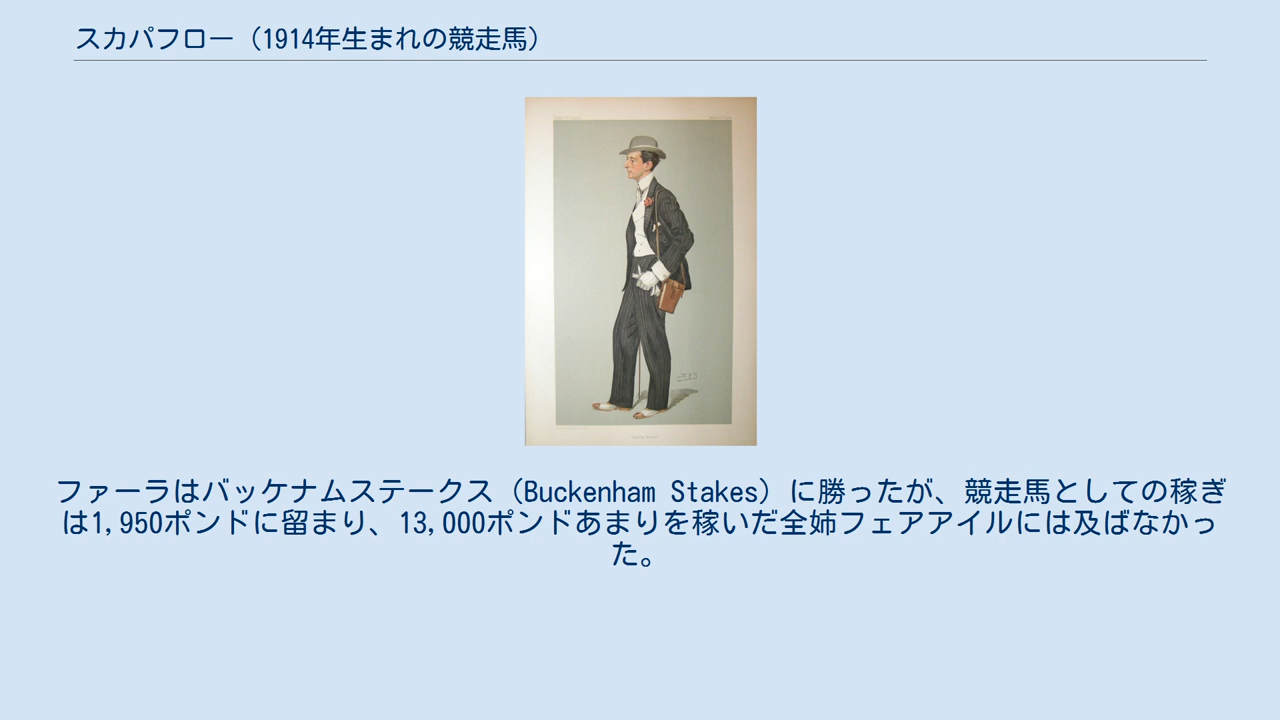 スカパフロー（1914年生まれの競走馬）
ファーラはバッケナムステークス（Buckenham Stakes）に勝ったが、競走馬としての稼ぎ
は1,950ポンドに留まり、13,000ポンドあまりを稼いだ全姉フェアアイルには及ばなかっ
た。